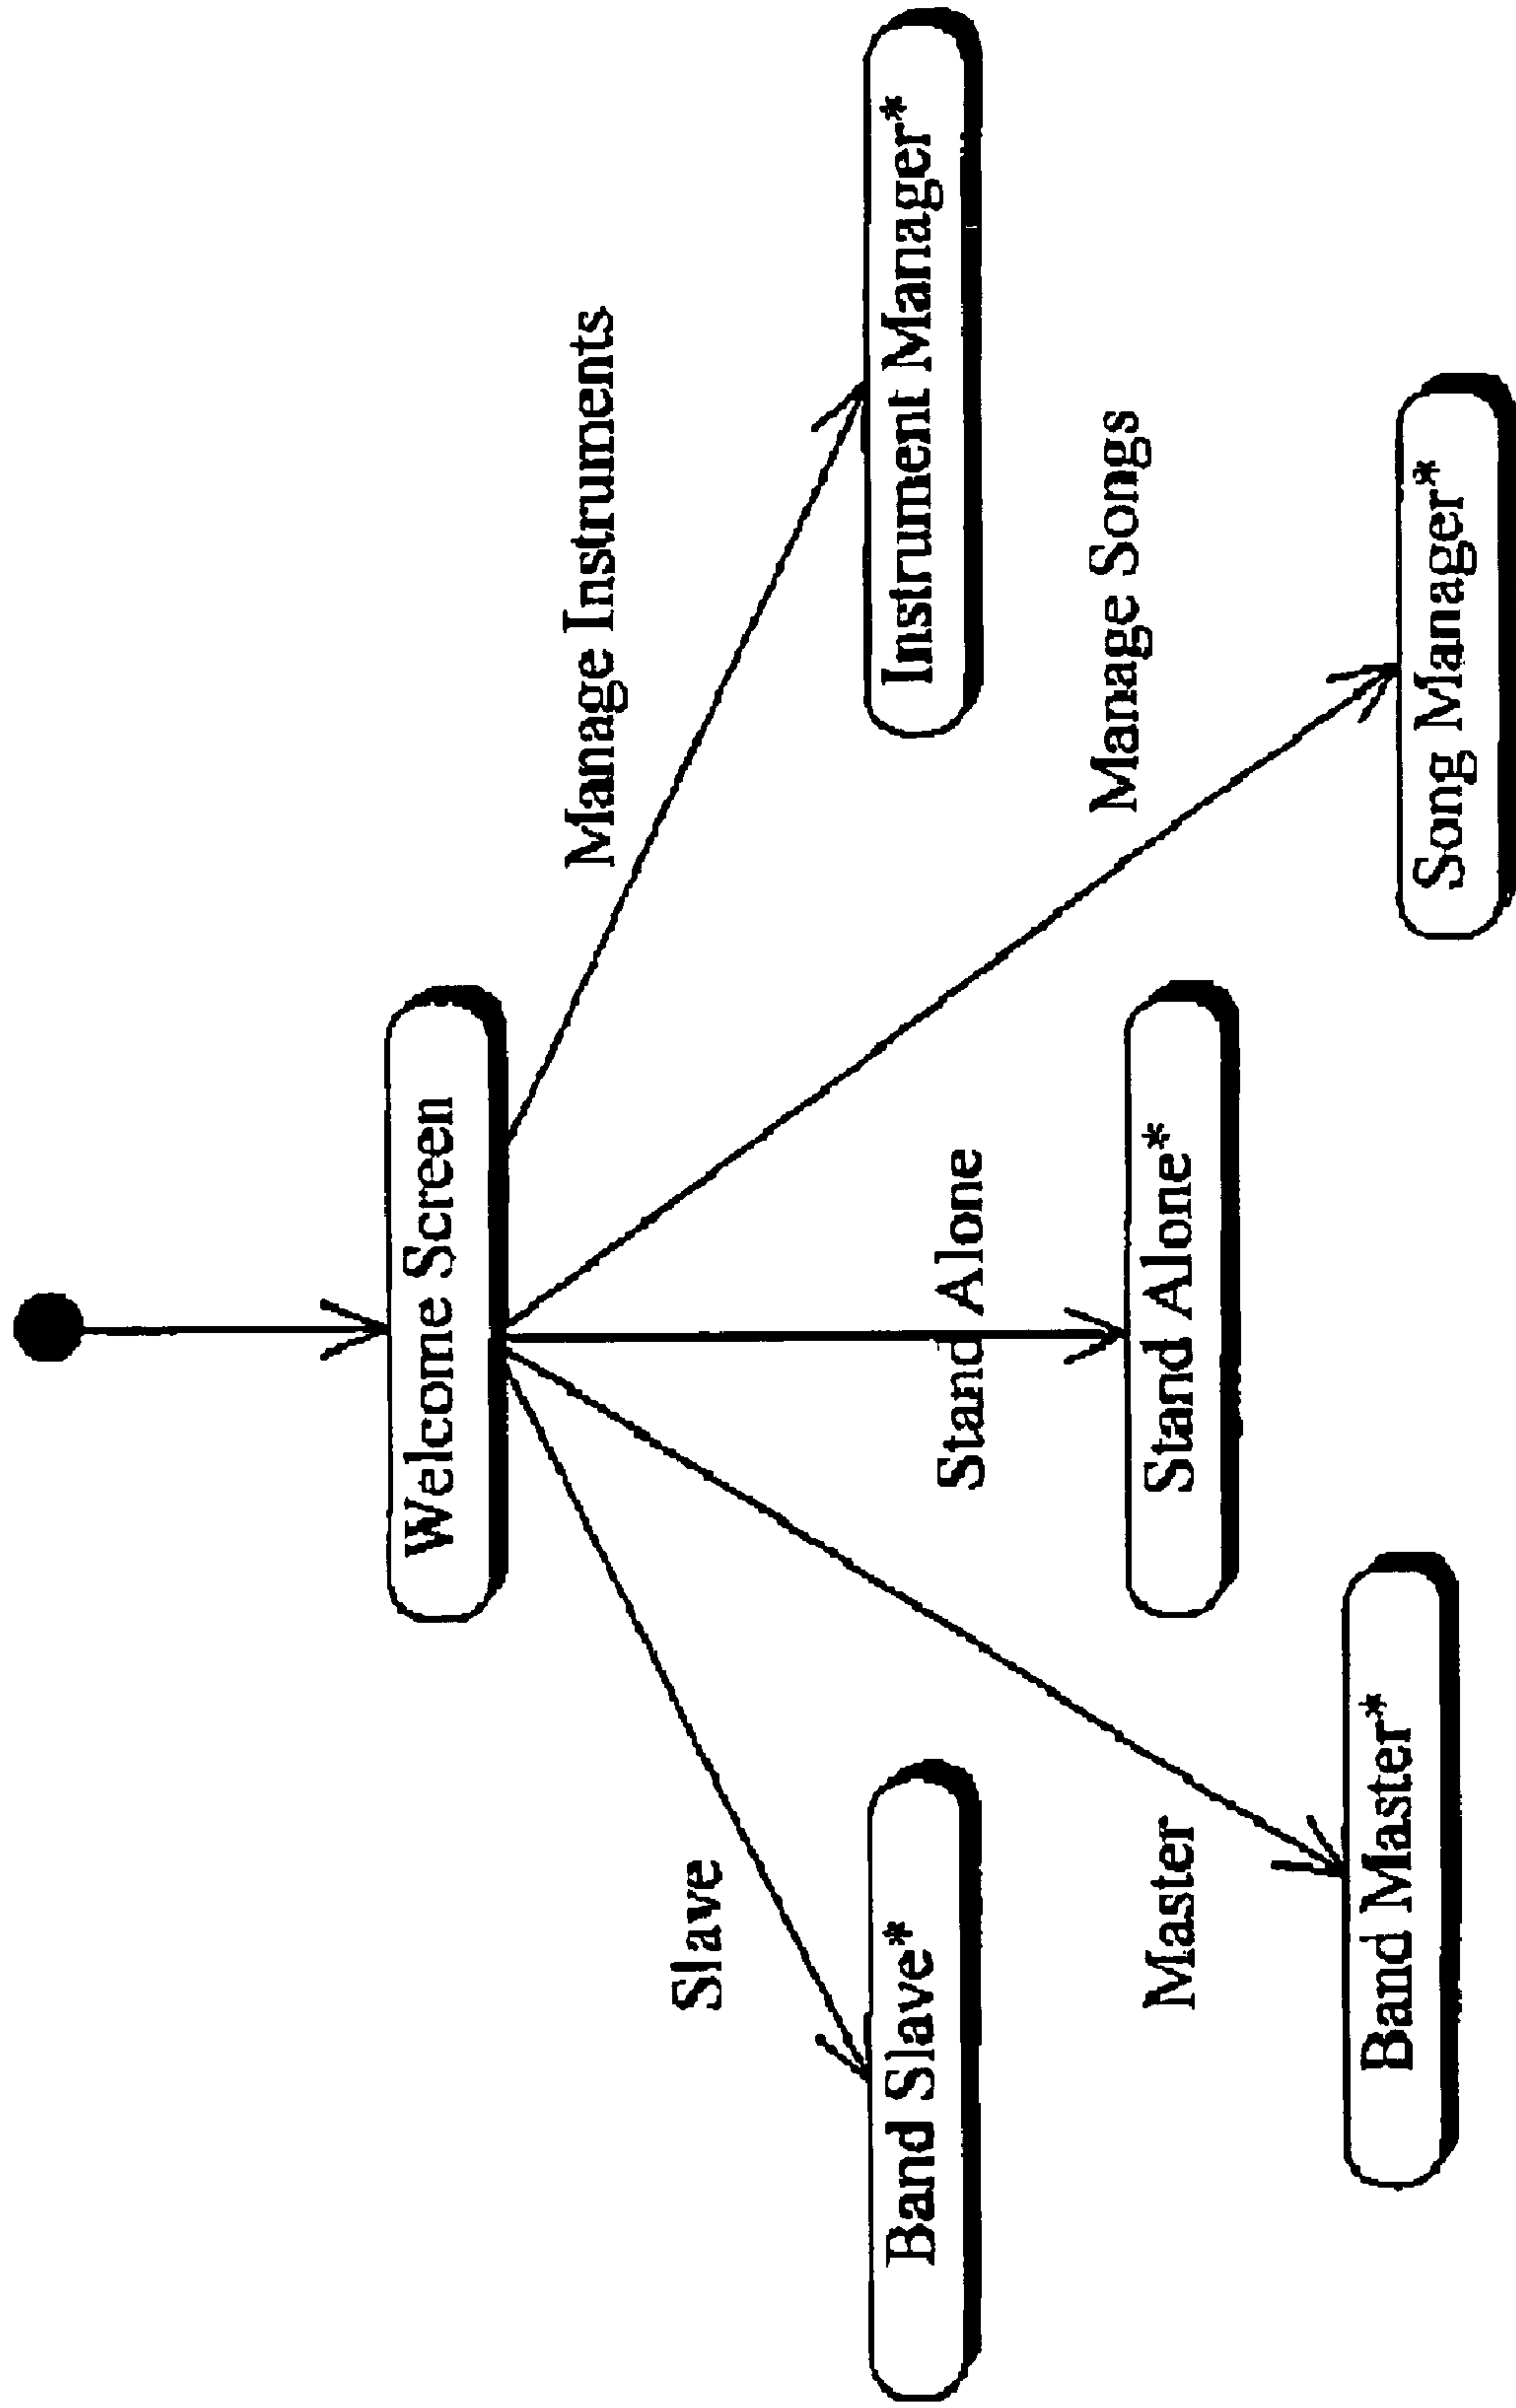 Welcome Screen
Slave
Manage Instruments
Band Slave*
Instrument Manager*
Stand Alone
Master
Manage Songs
Stand Alone*
Band Master*
Song Manager*